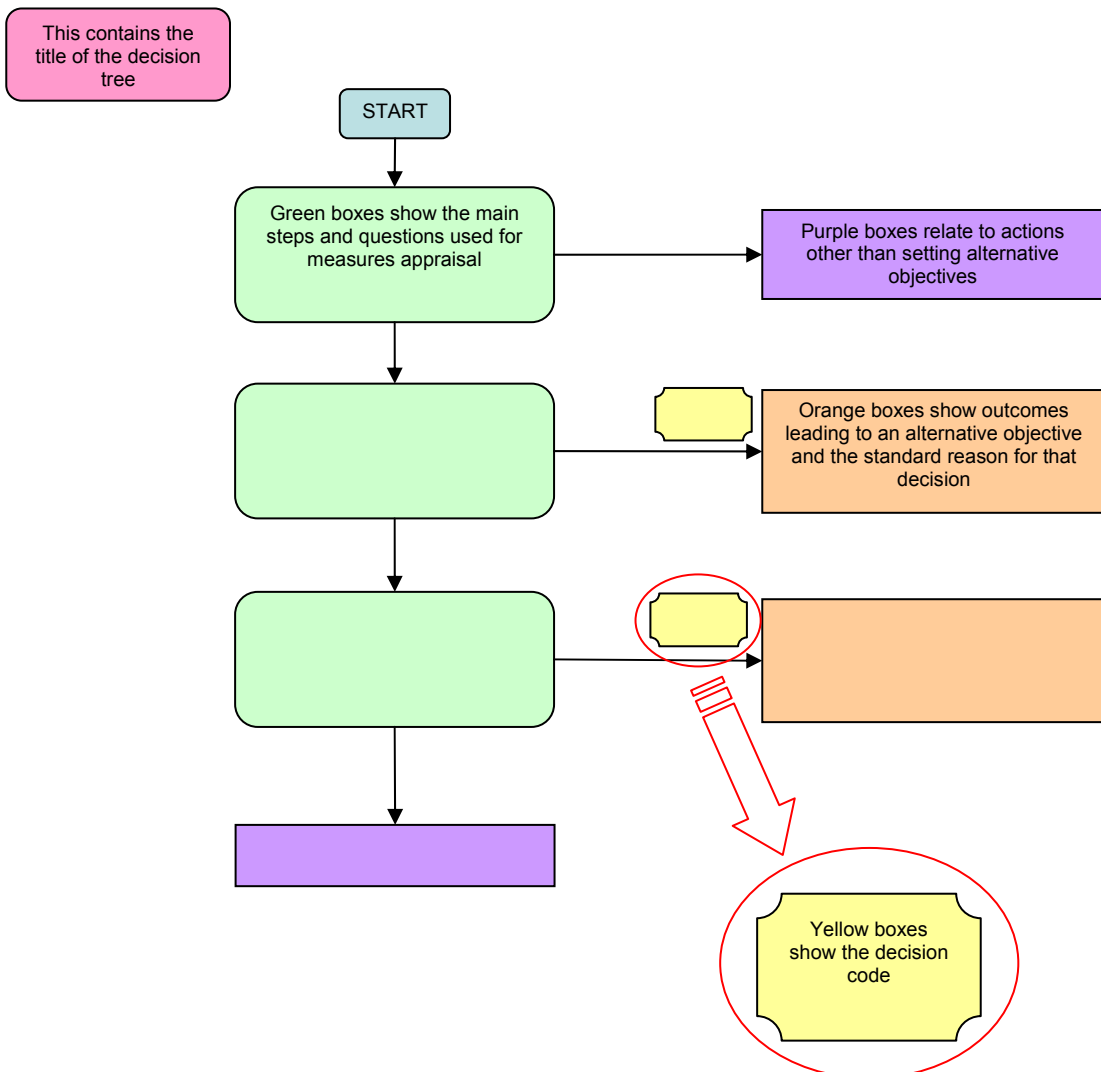 This contains the
title of the decision
tree
START
Green boxes show the main
steps and questions used for
measures appraisal
Purple boxes relate to actions
other than setting alternative
objectives
Orange boxes show outcomes
leading to an alternative objective
and the standard reason for that
decision
Yellow boxes
show the decision
code